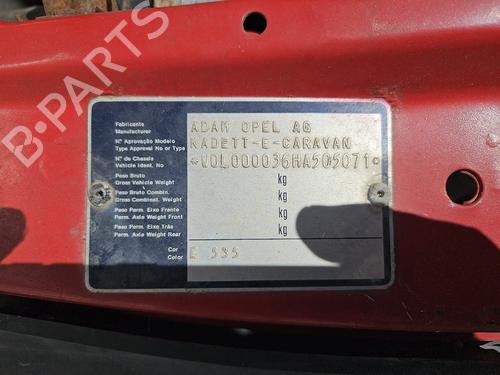 B-PARTS
Fabricante
Manufacturer
ADAM OPEL AG
Nº Aprovação Modelo
Type Approval No or Type
KADETT-E-CARAVAN
Nº de Chassis
Vehicle Ident. No
*WOL000036HA505071*
Peso Bruto
Gross Vehicle Weight
kg
Peso Bruto Combin.
Gross Combinat. Weight
kg
Peso Perm. Eixo Frente
Perm. Axle Weight Front
kg
Peso Perm. Eixo Trás
Perm. Axle Weight Rear
kg
Cor
Color
E 535